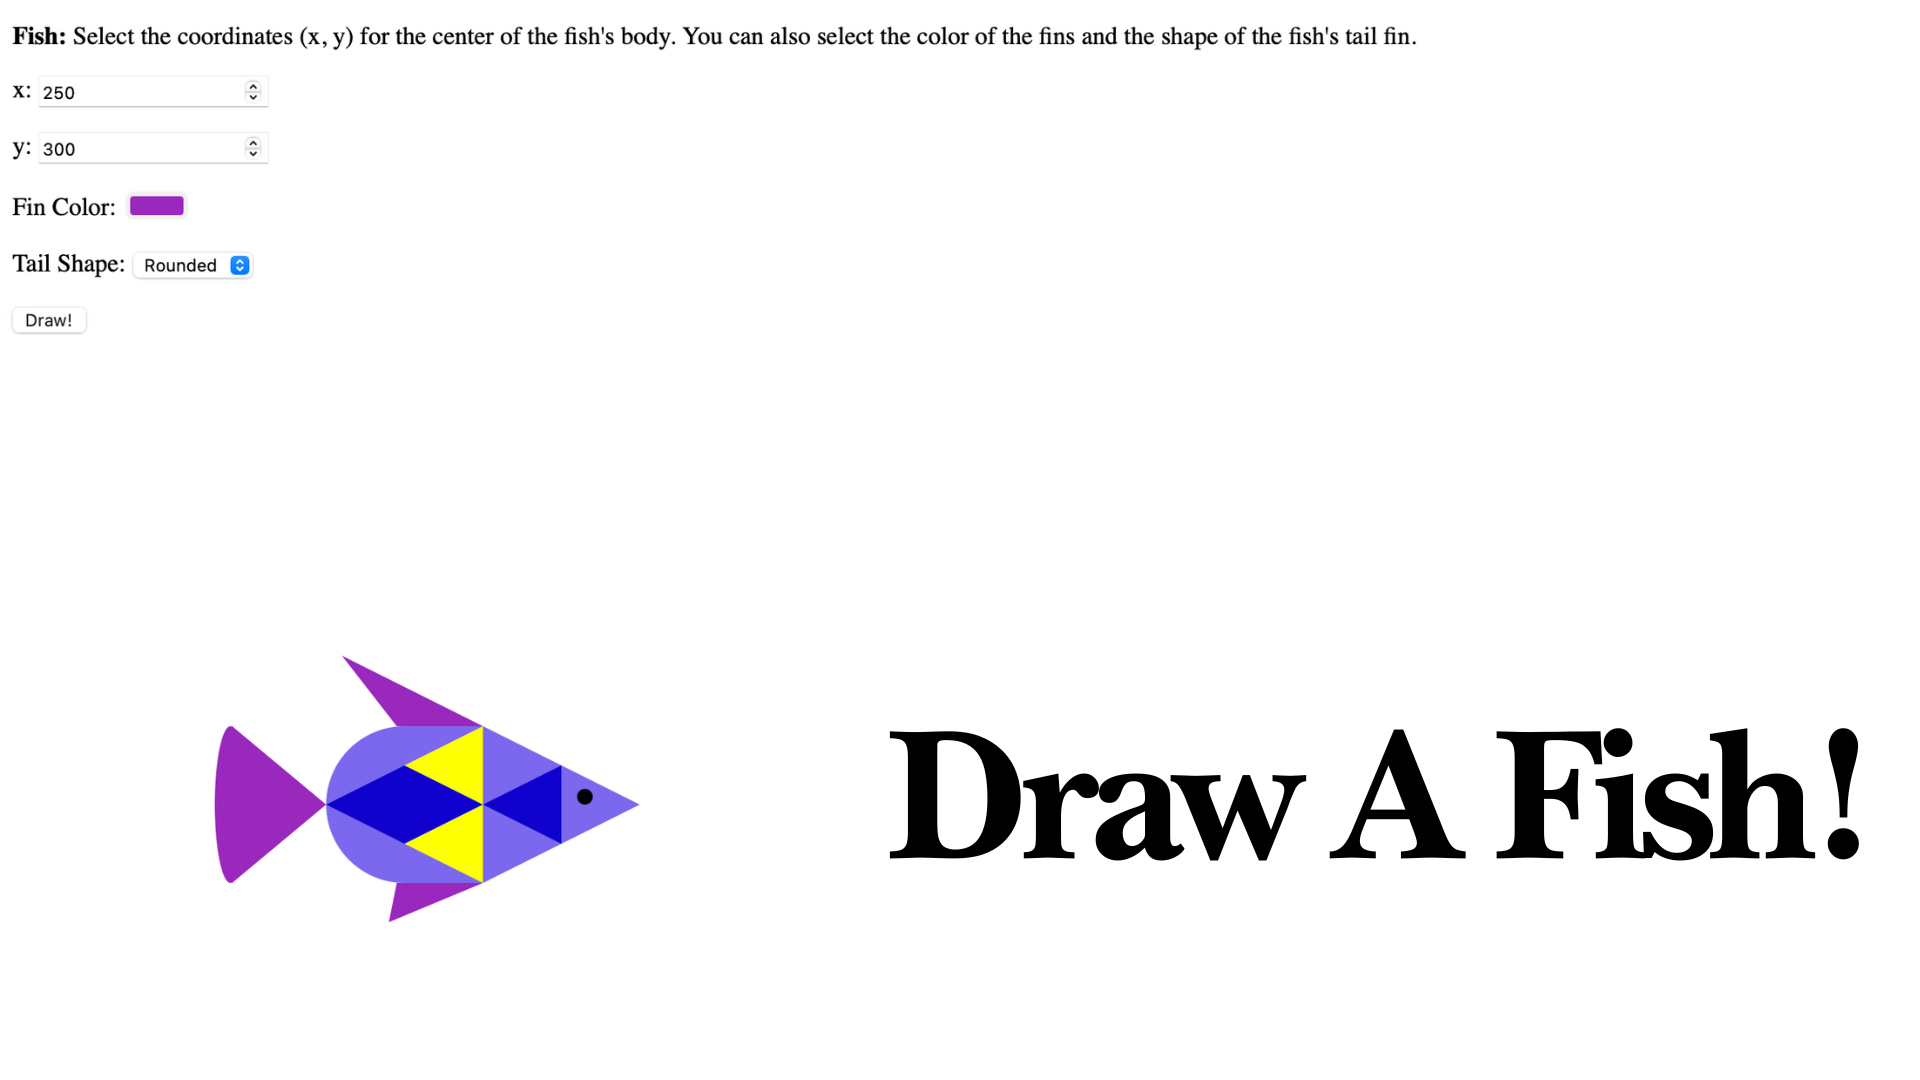 Fish: Select the coordinates (x, y) for the center of the fish's body. You can also select the color of the fins and the shape of the fish's tail fin.
x: 250
y: 300
Fin Color:
Tail Shape: Rounded
Draw!
Draw A Fish!